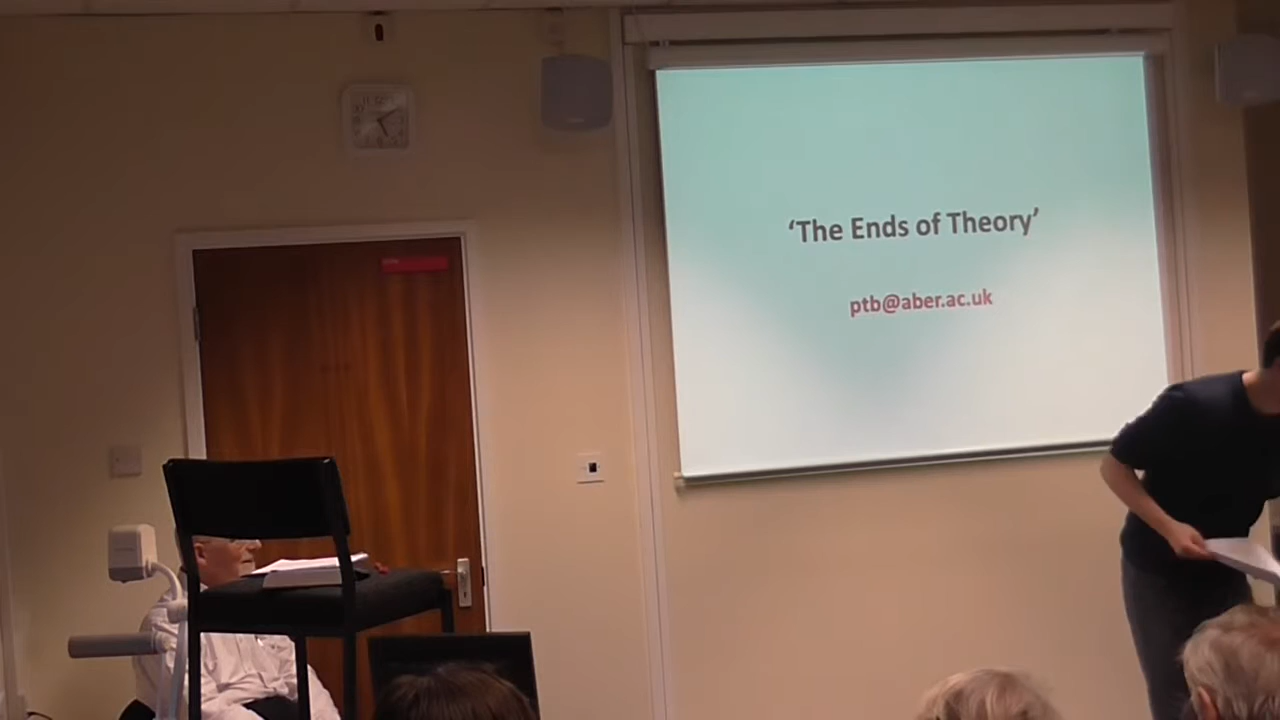 ‘The Ends of Theory’
ptb@aber.ac.uk